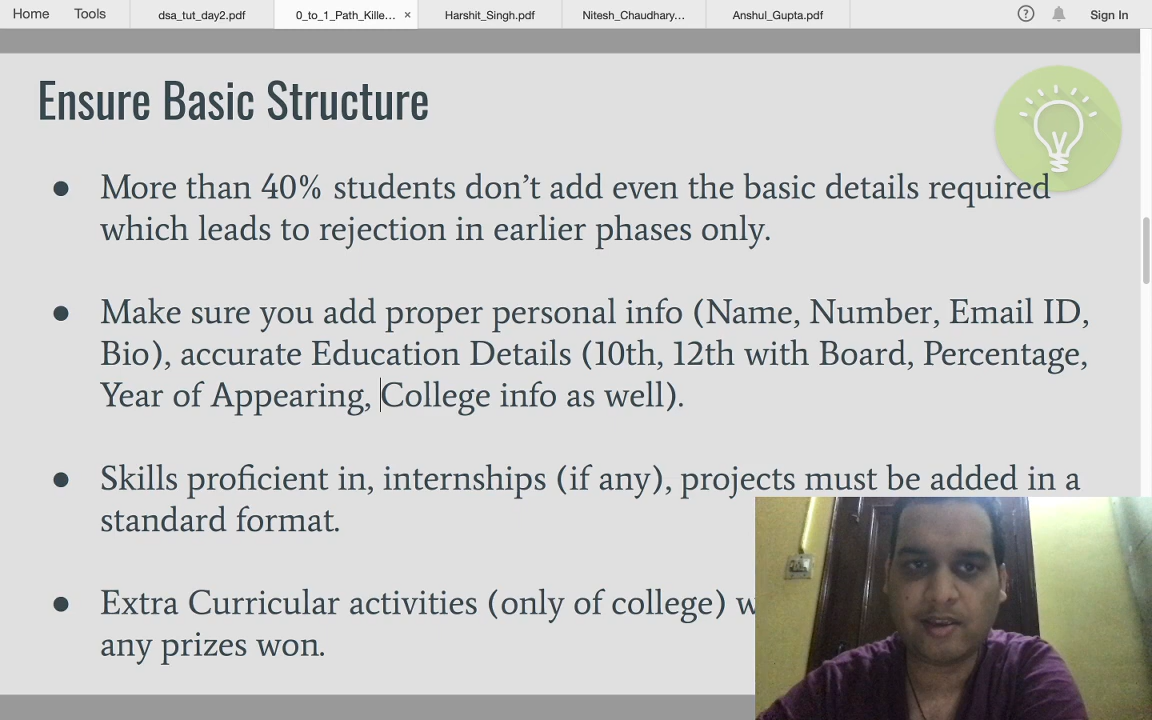 Home Tools dsa_tut_day2.pdf 0_to_1_Path_Kille... × Harshit_Singh.pdf Nitesh_Chaudhary... Anshul_Gupta.pdf ? Sign In
Ensure Basic Structure
● More than 40% students don’t add even the basic details required
which leads to rejection in earlier phases only.
● Make sure you add proper personal info (Name, Number, Email ID,
Bio), accurate Education Details (10th, 12th with Board, Percentage,
Year of Appearing, College info as well).
● Skills proficient in, internships (if any), projects must be added in a
standard format.
● Extra Curricular activities (only of college)
any prizes won.